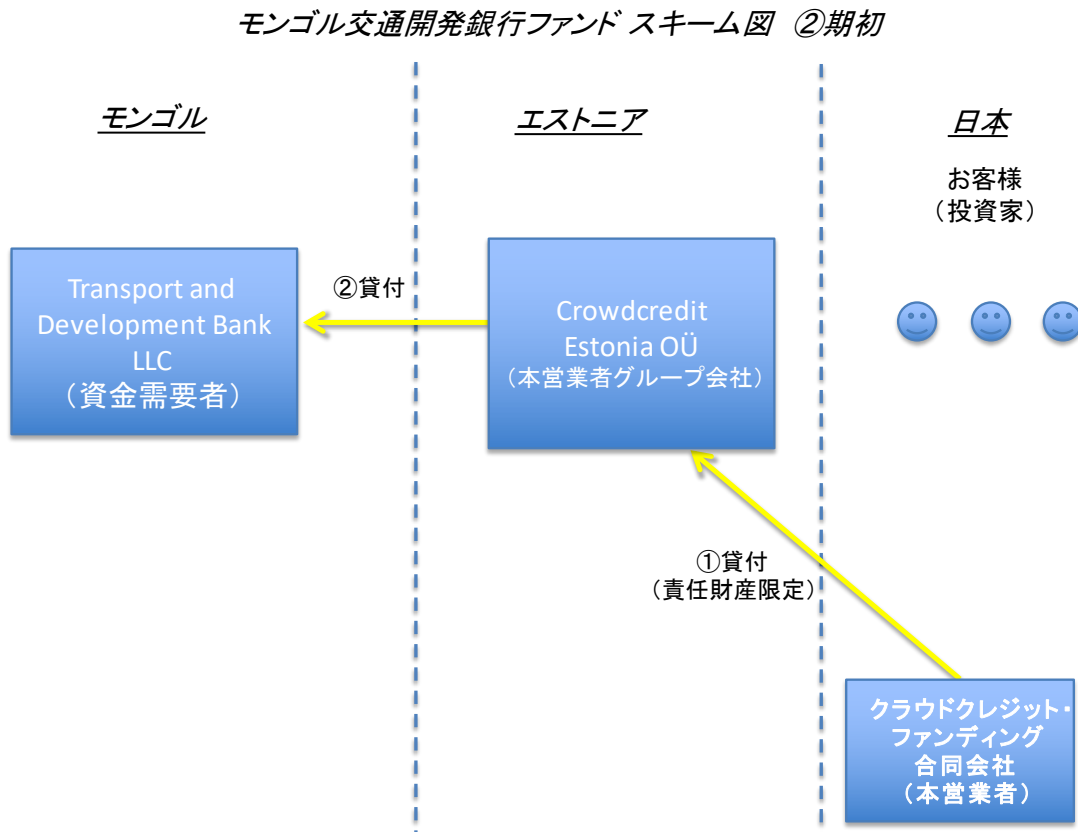 モンゴル交通開発銀行ファンド スキーム図 ②期初
モンゴル
エストニア
日本
お客様
（投資家）
Transport and
Development Bank
LLC
（資金需要者）
②貸付
Crowdcredit
Estonia OÜ
（本営業者グループ会社）
①貸付
（責任財産限定）
クラウドクレジット・
ファンディング
合同会社
（本営業者）